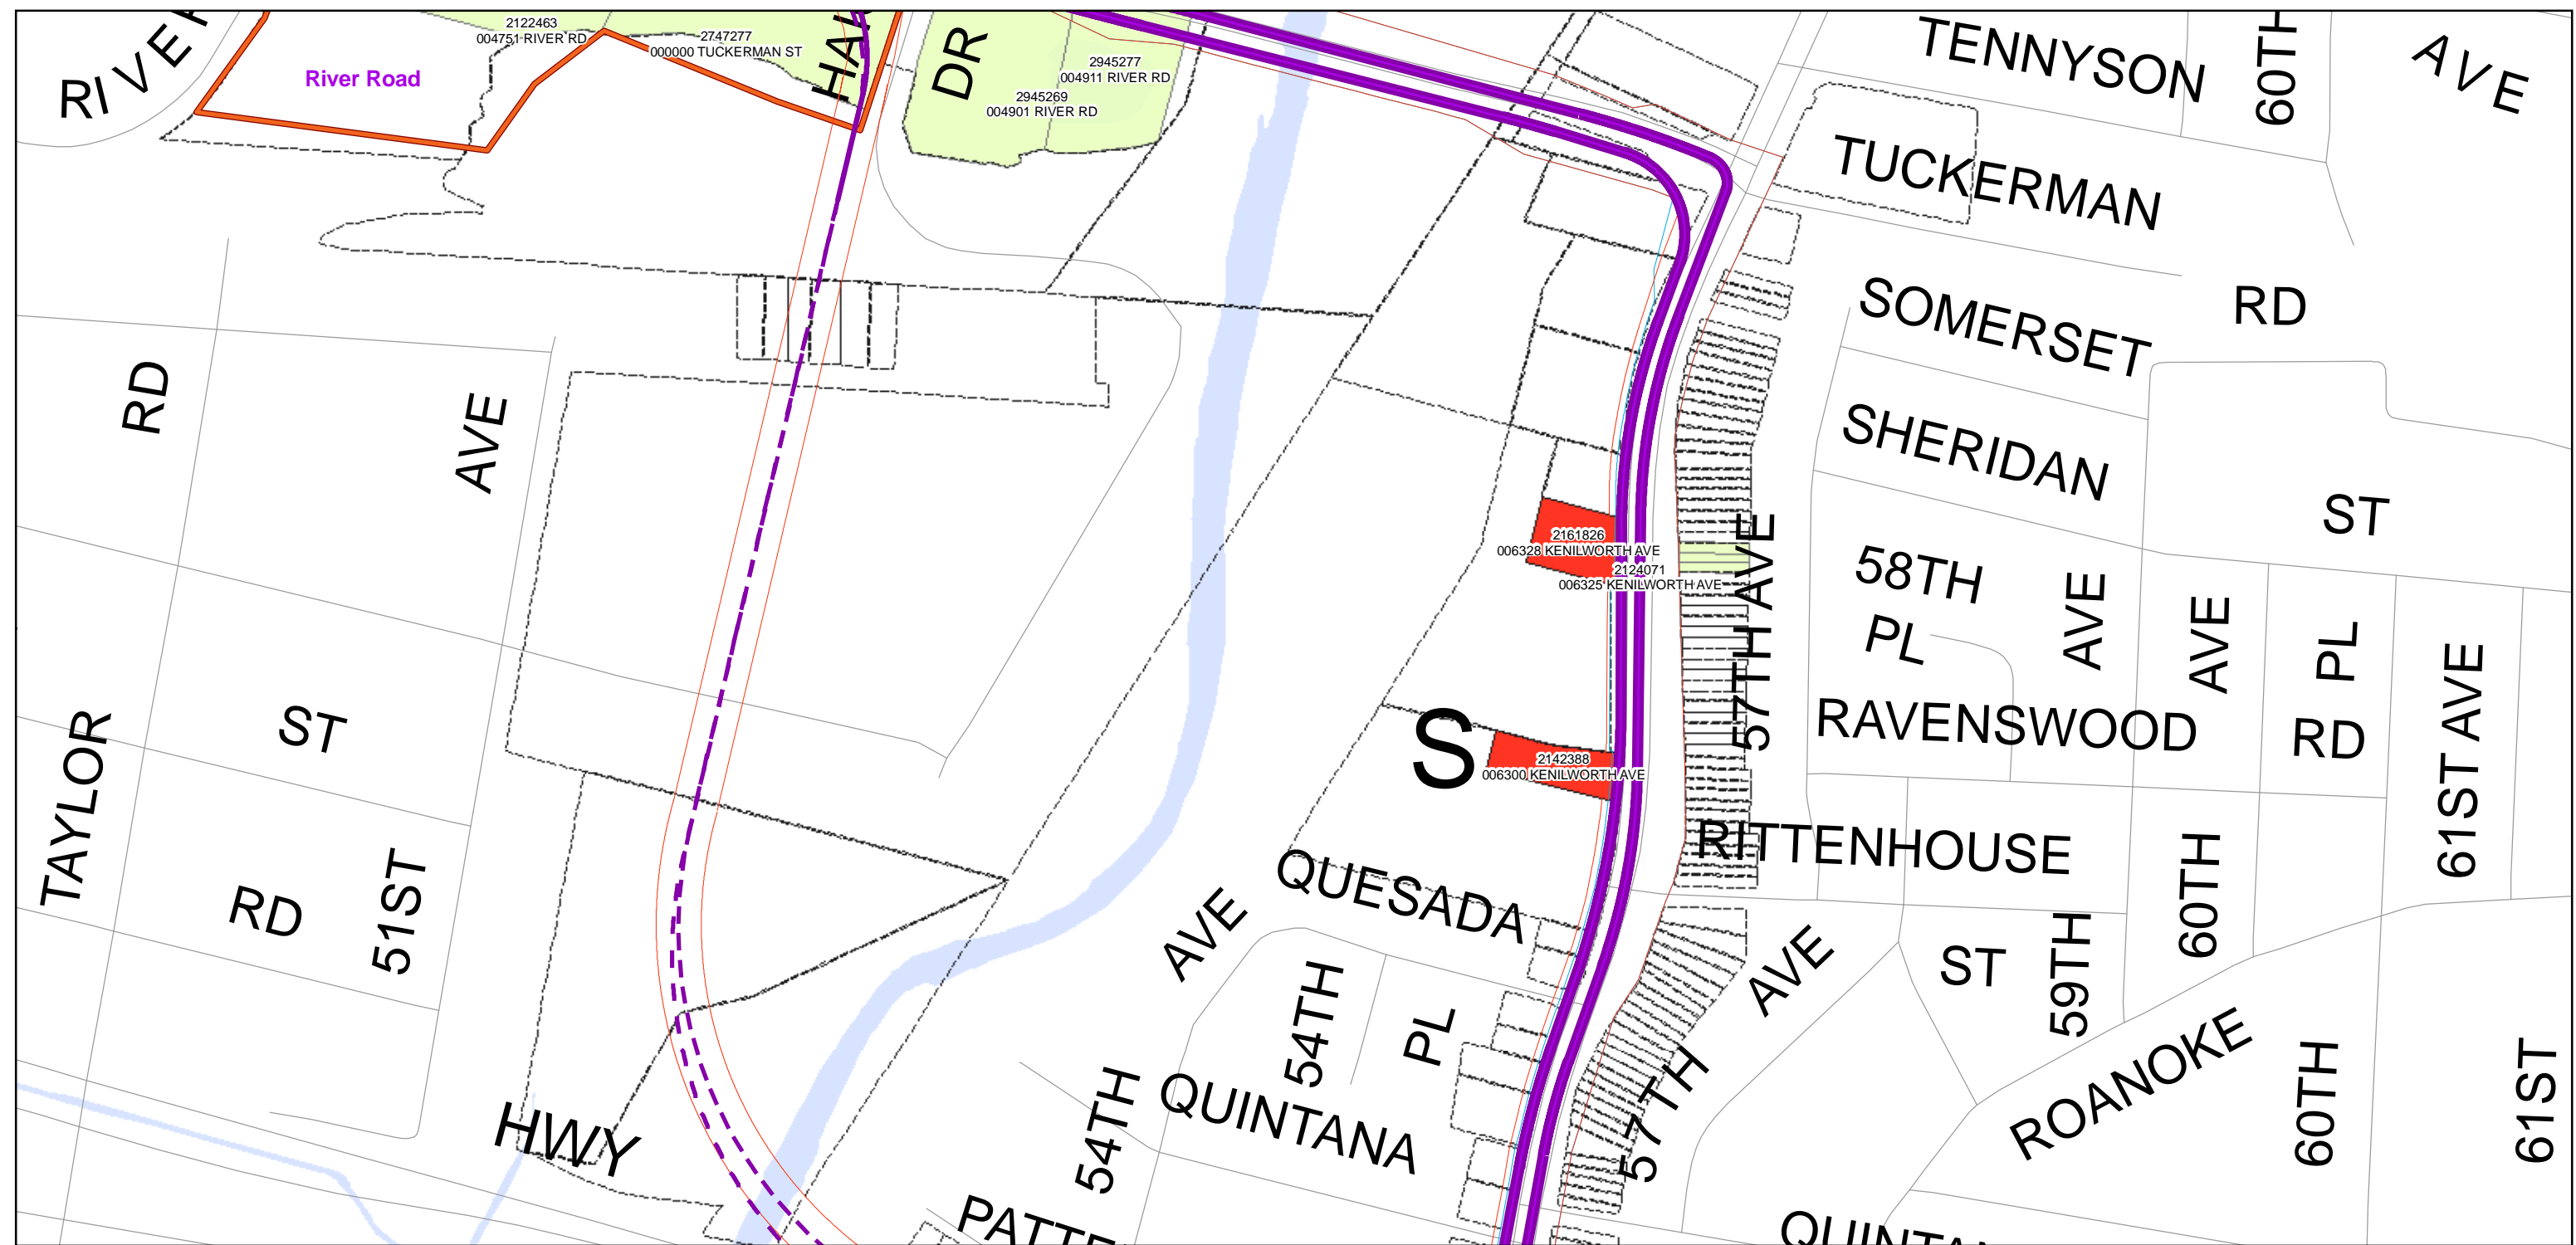 2122463
004751 RIVER RD
2747277
000000 TUCKERMAN ST
RIVER
River Road
DR
2945277
004911 RIVER RD
2945269
004901 RIVER RD
TENNYSON
60TH
AVE
TUCKERMAN
SOMERSET
RD
RD
AVE
SHERIDAN
ST
2161826
006328 KENILWORTH AVE
2124071
006325 KENILWORTH AVE
57TH AVE
58TH
PL
AVE
AVE
PL
61ST AVE
RAVENSWOOD
RD
S
2142388
006300 KENILWORTH AVE
TAYLOR
ST
RITTENHOUSE
60TH
RD
51ST
QUESADA
AVE
AVE
ST
59TH
54TH
PL
ROANOKE
60TH
61ST
57TH
54TH
QUINTANA
HWY